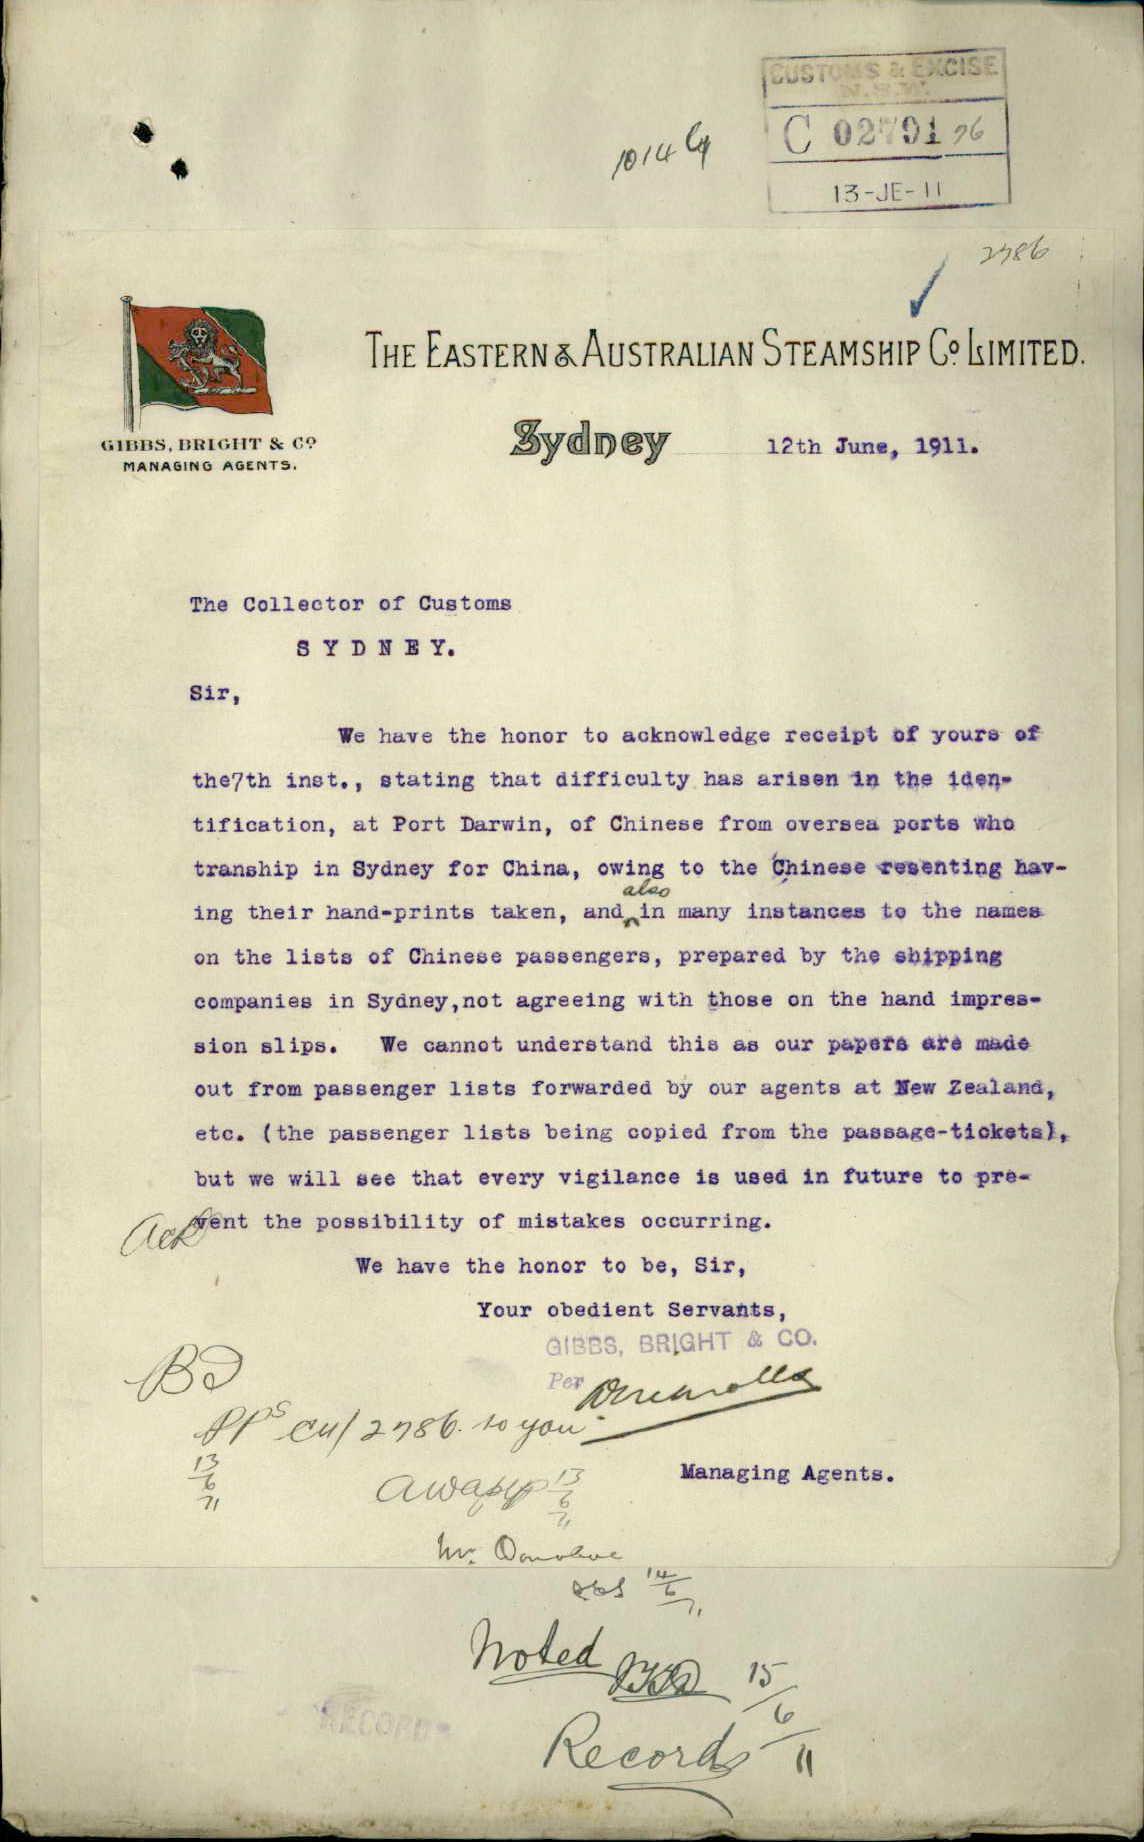 CUSTOMS & EXCISE
N.S.W.
C 02791 76
13-JE-11
1014
2786
THE EASTERN & AUSTRALIAN STEAMSHIP Co. LIMITED.
GIBBS, BRIGHT & Co.
MANAGING AGENTS.
Sydney 12th June, 1911.
The Collector of Customs
S Y D N E Y.
Sir,
We have the honor to acknowledge receipt of yours of
the7th inst., stating that difficulty has arisen in the iden-
tification, at Port Darwin, of Chinese from oversea ports who
tranship in Sydney for China, owing to the Chinese resenting hav-
also
ing their hand-prints taken, and in many instances to the names
on the lists of Chinese passengers, prepared by the shipping
companies in Sydney,not agreeing with those on the hand impres-
sion slips. We cannot understand this as our papers are made
out from passenger lists forwarded by our agents at New Zealand,
etc. (the passenger lists being copied from the passage-tickets),
but we will see that every vigilance is used in future to pre-
vent the possibility of mistakes occurring.
Ack
We have the honor to be, Sir,
Your obedient Servants,
GIBBS, BRIGHT & CO.
Per
PPs 2786 to you
13/6/11
Managing Agents.
13/6/11
Mr. Donohoe
14/6/11
Noted
15/6/11
RECORDS
Records